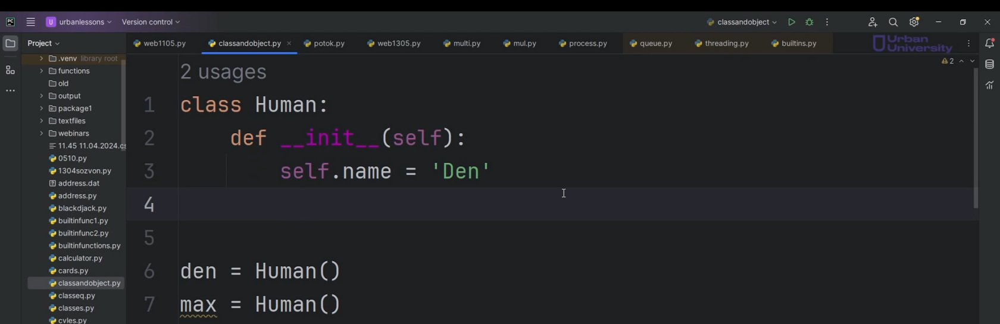 PC
U urbanlessons
Version control
classandobject
Project
web1105.py
classandobject.py
potok.py
web1305.py
multi.py
mul.py
process.py
queue.py
threading.py
builtins.py
Urban
University
2
.venv library root
functions
old
output
package1
textfiles
webinars
11.45 11.04.2024.cs
0510.py
1304sozvon.py
address.dat
address.py
blackdjack.py
builtinfunc1.py
builtinfunc2.py
builtinfunctions.py
calculator.py
cards.py
classandobject.py
classeq.py
classes.py
cvles.py
2 usages
1 class Human:
2 def __init__(self):
3 self.name = 'Den'
4
5
6 den = Human()
7 max = Human()